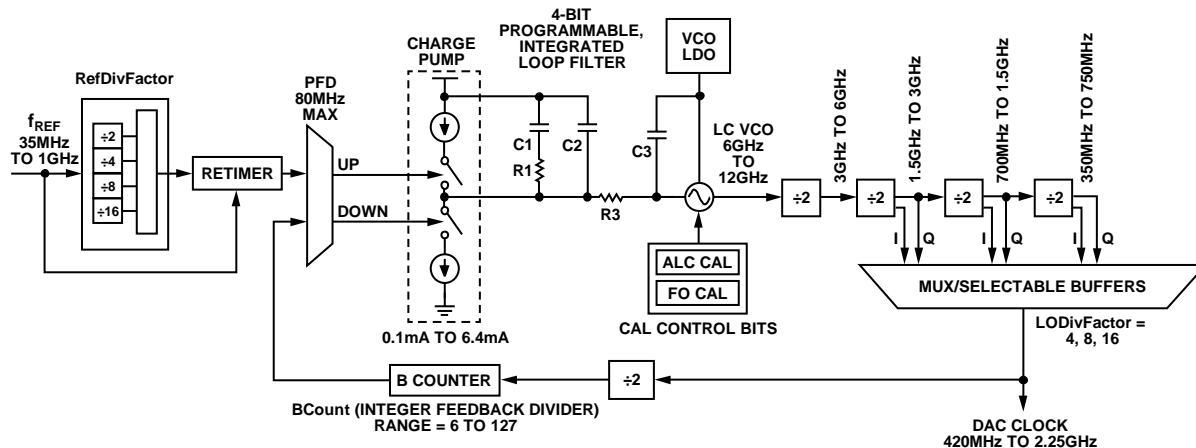 4-BIT
PROGRAMMABLE,
INTEGRATED
LOOP FILTER
VCO
LDO
CHARGE
PUMP
RefDivFactor
PFD
80MHz
MAX
fREF
35MHz
TO 1GHz
÷2
÷4
÷8
÷16
RETIMER
UP
DOWN
C1
R1
C2
C3
R3
LC VCO
6GHz
TO
12GHz
3GHz TO 6GHz
1.5GHz TO 3GHz
700MHz TO 1.5GHz
350MHz TO 750MHz
÷2
÷2
÷2
÷2
I
Q
I
Q
I
Q
ALC CAL
FO CAL
CAL CONTROL BITS
MUX/SELECTABLE BUFFERS
LODivFactor =
4, 8, 16
0.1mA TO 6.4mA
B COUNTER
÷2
BCount (INTEGER FEEDBACK DIVIDER)
RANGE = 6 TO 127
DAC CLOCK
420MHz TO 2.25GHz